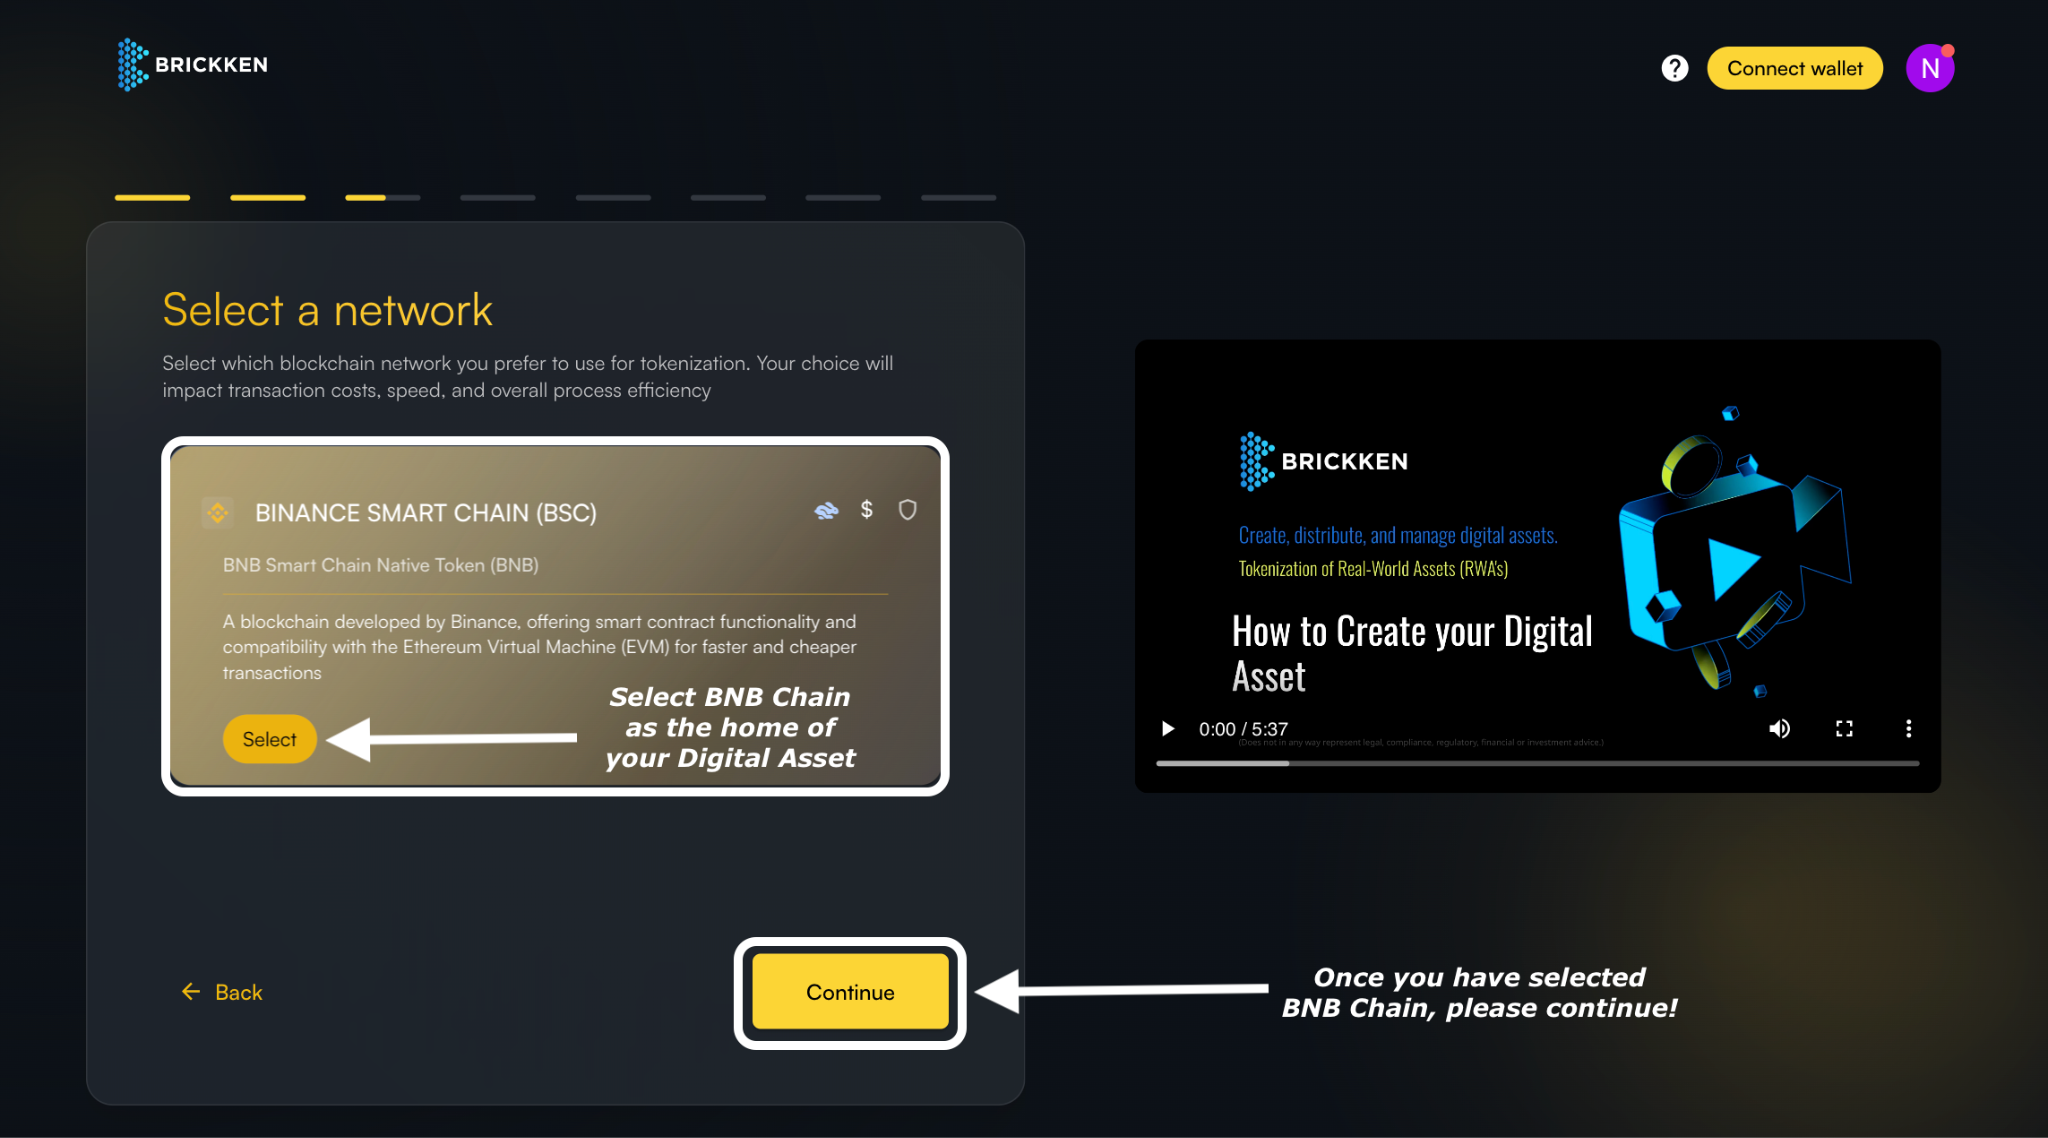 BRICKKEN
?
Connect wallet
N
Select a network
Select which blockchain network you prefer to use for tokenization. Your choice will
impact transaction costs, speed, and overall process efficiency
BINANCE SMART CHAIN (BSC)
$
BNB Smart Chain Native Token (BNB)
A blockchain developed by Binance, offering smart contract functionality and
compatibility with the Ethereum Virtual Machine (EVM) for faster and cheaper
transactions
Select
Select BNB Chain
as the home of
your Digital Asset
Back
Continue
Once you have selected
BNB Chain, please continue!
BRICKKEN
Create, distribute, and manage digital assets.
Tokenization of Real-World Assets (RWA's)
How to Create your Digital
Asset
0:00 / 5:37
(Does not in any way represent legal, compliance, regulatory, financial or investment advice.)